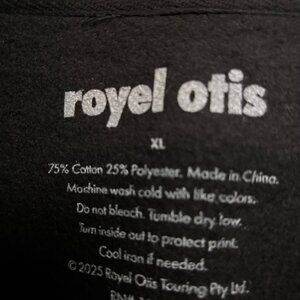 royel otis
XL
75% Cotton 25% Polyester. Made in China.
Machine wash cold with like colors.
Do not bleach. Tumble dry low.
Turn inside out to protect print.
Cool iron if needed.
© 2025 Royel Otis Touring Pty Ltd.